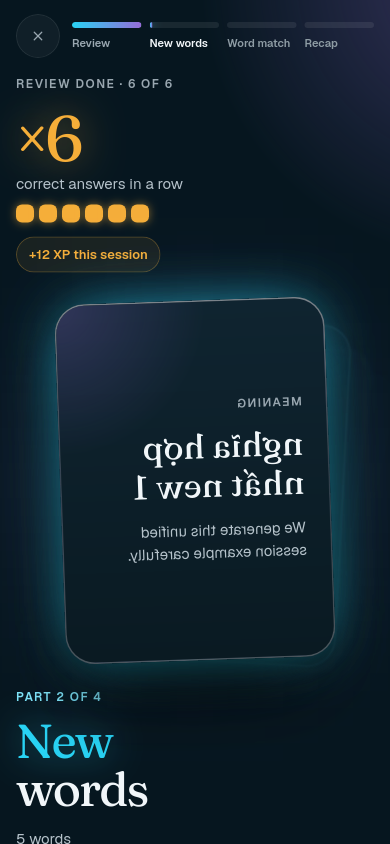 ×
Review New words Word match Recap
REVIEW DONE · 6 OF 6
×6
correct answers in a row
+12 XP this session
MEANING
nghĩa hợp
nhất new 1
We generate this unified
session example carefully.
PART 2 OF 4
New
words
5 words